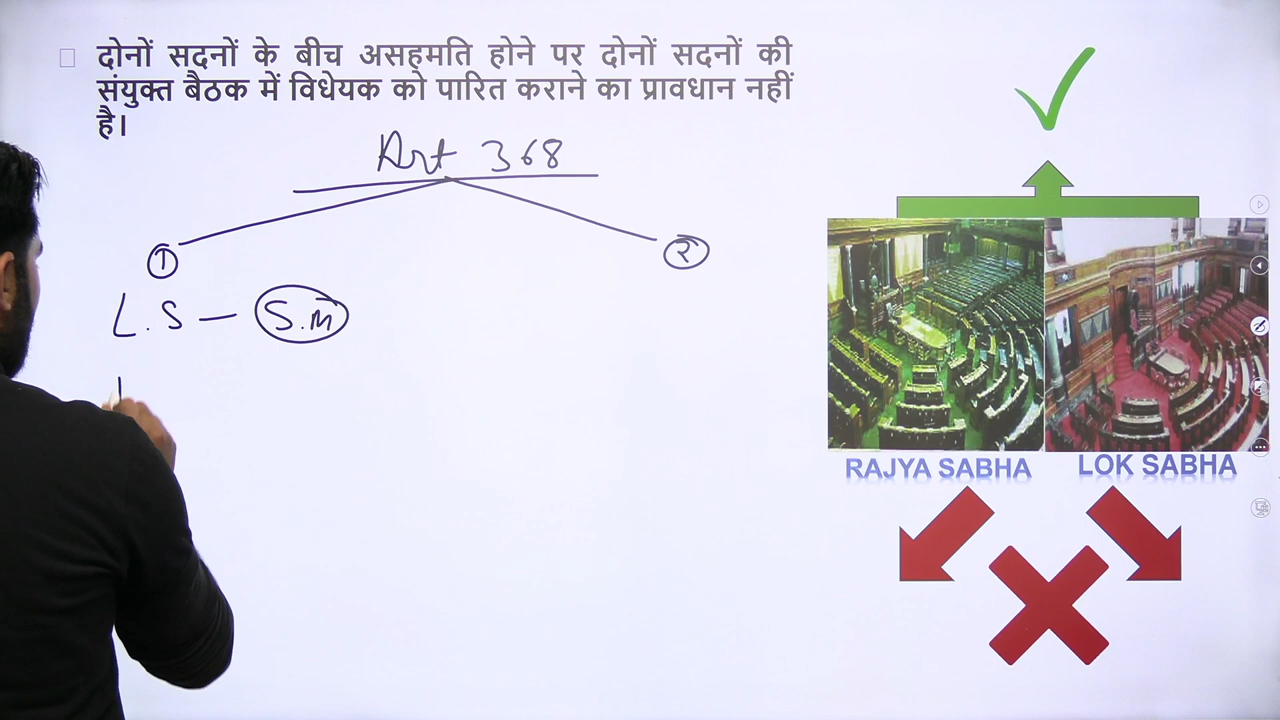 दोनों सदनों के बीच असहमति होने पर दोनों सदनों की
संयुक्त बैठक में विधेयक को पारित कराने का प्रावधान नहीं
है।
Art 368
1
२
L.S – S.M
RAJYA SABHA
LOK SABHA